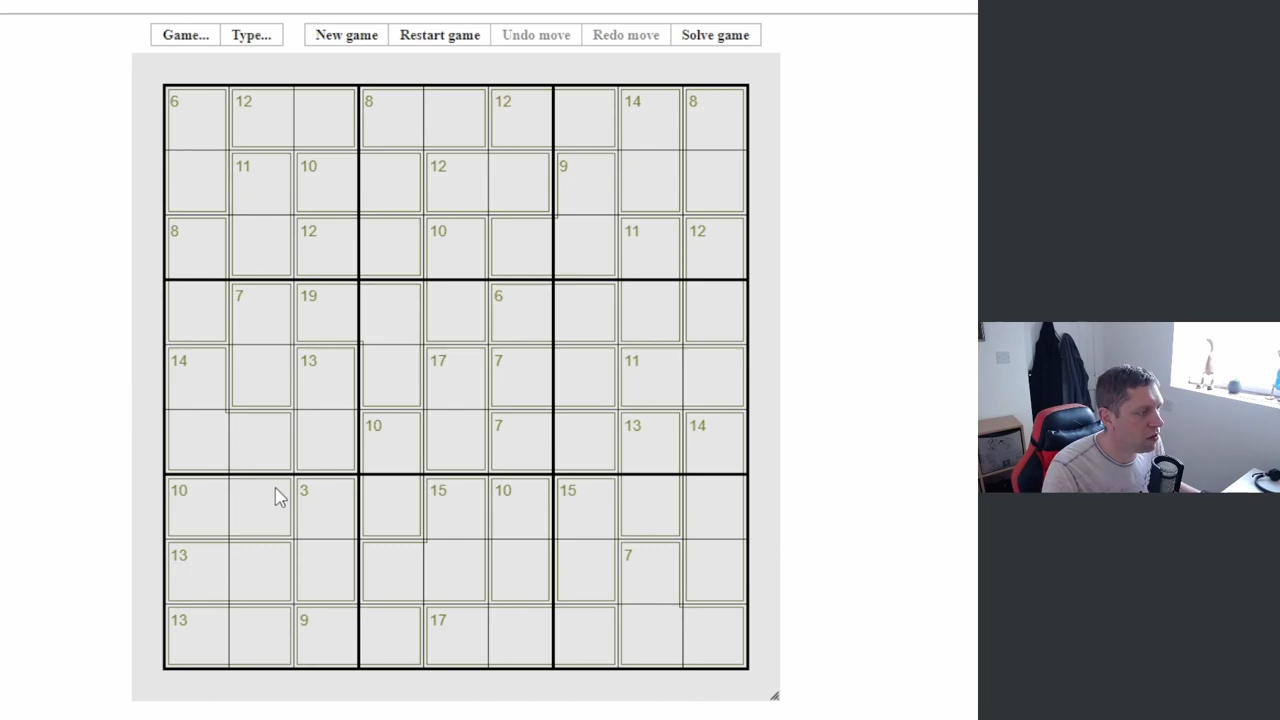 Game... Type... New game Restart game Undo move Redo move Solve game
6 12 8 12 14 8
11 10 12 9
8 12 10 11 12
7 19 6
14 13 17 7 11
10 7 13 14
10 3 15 10 15
13 7
13 9 17